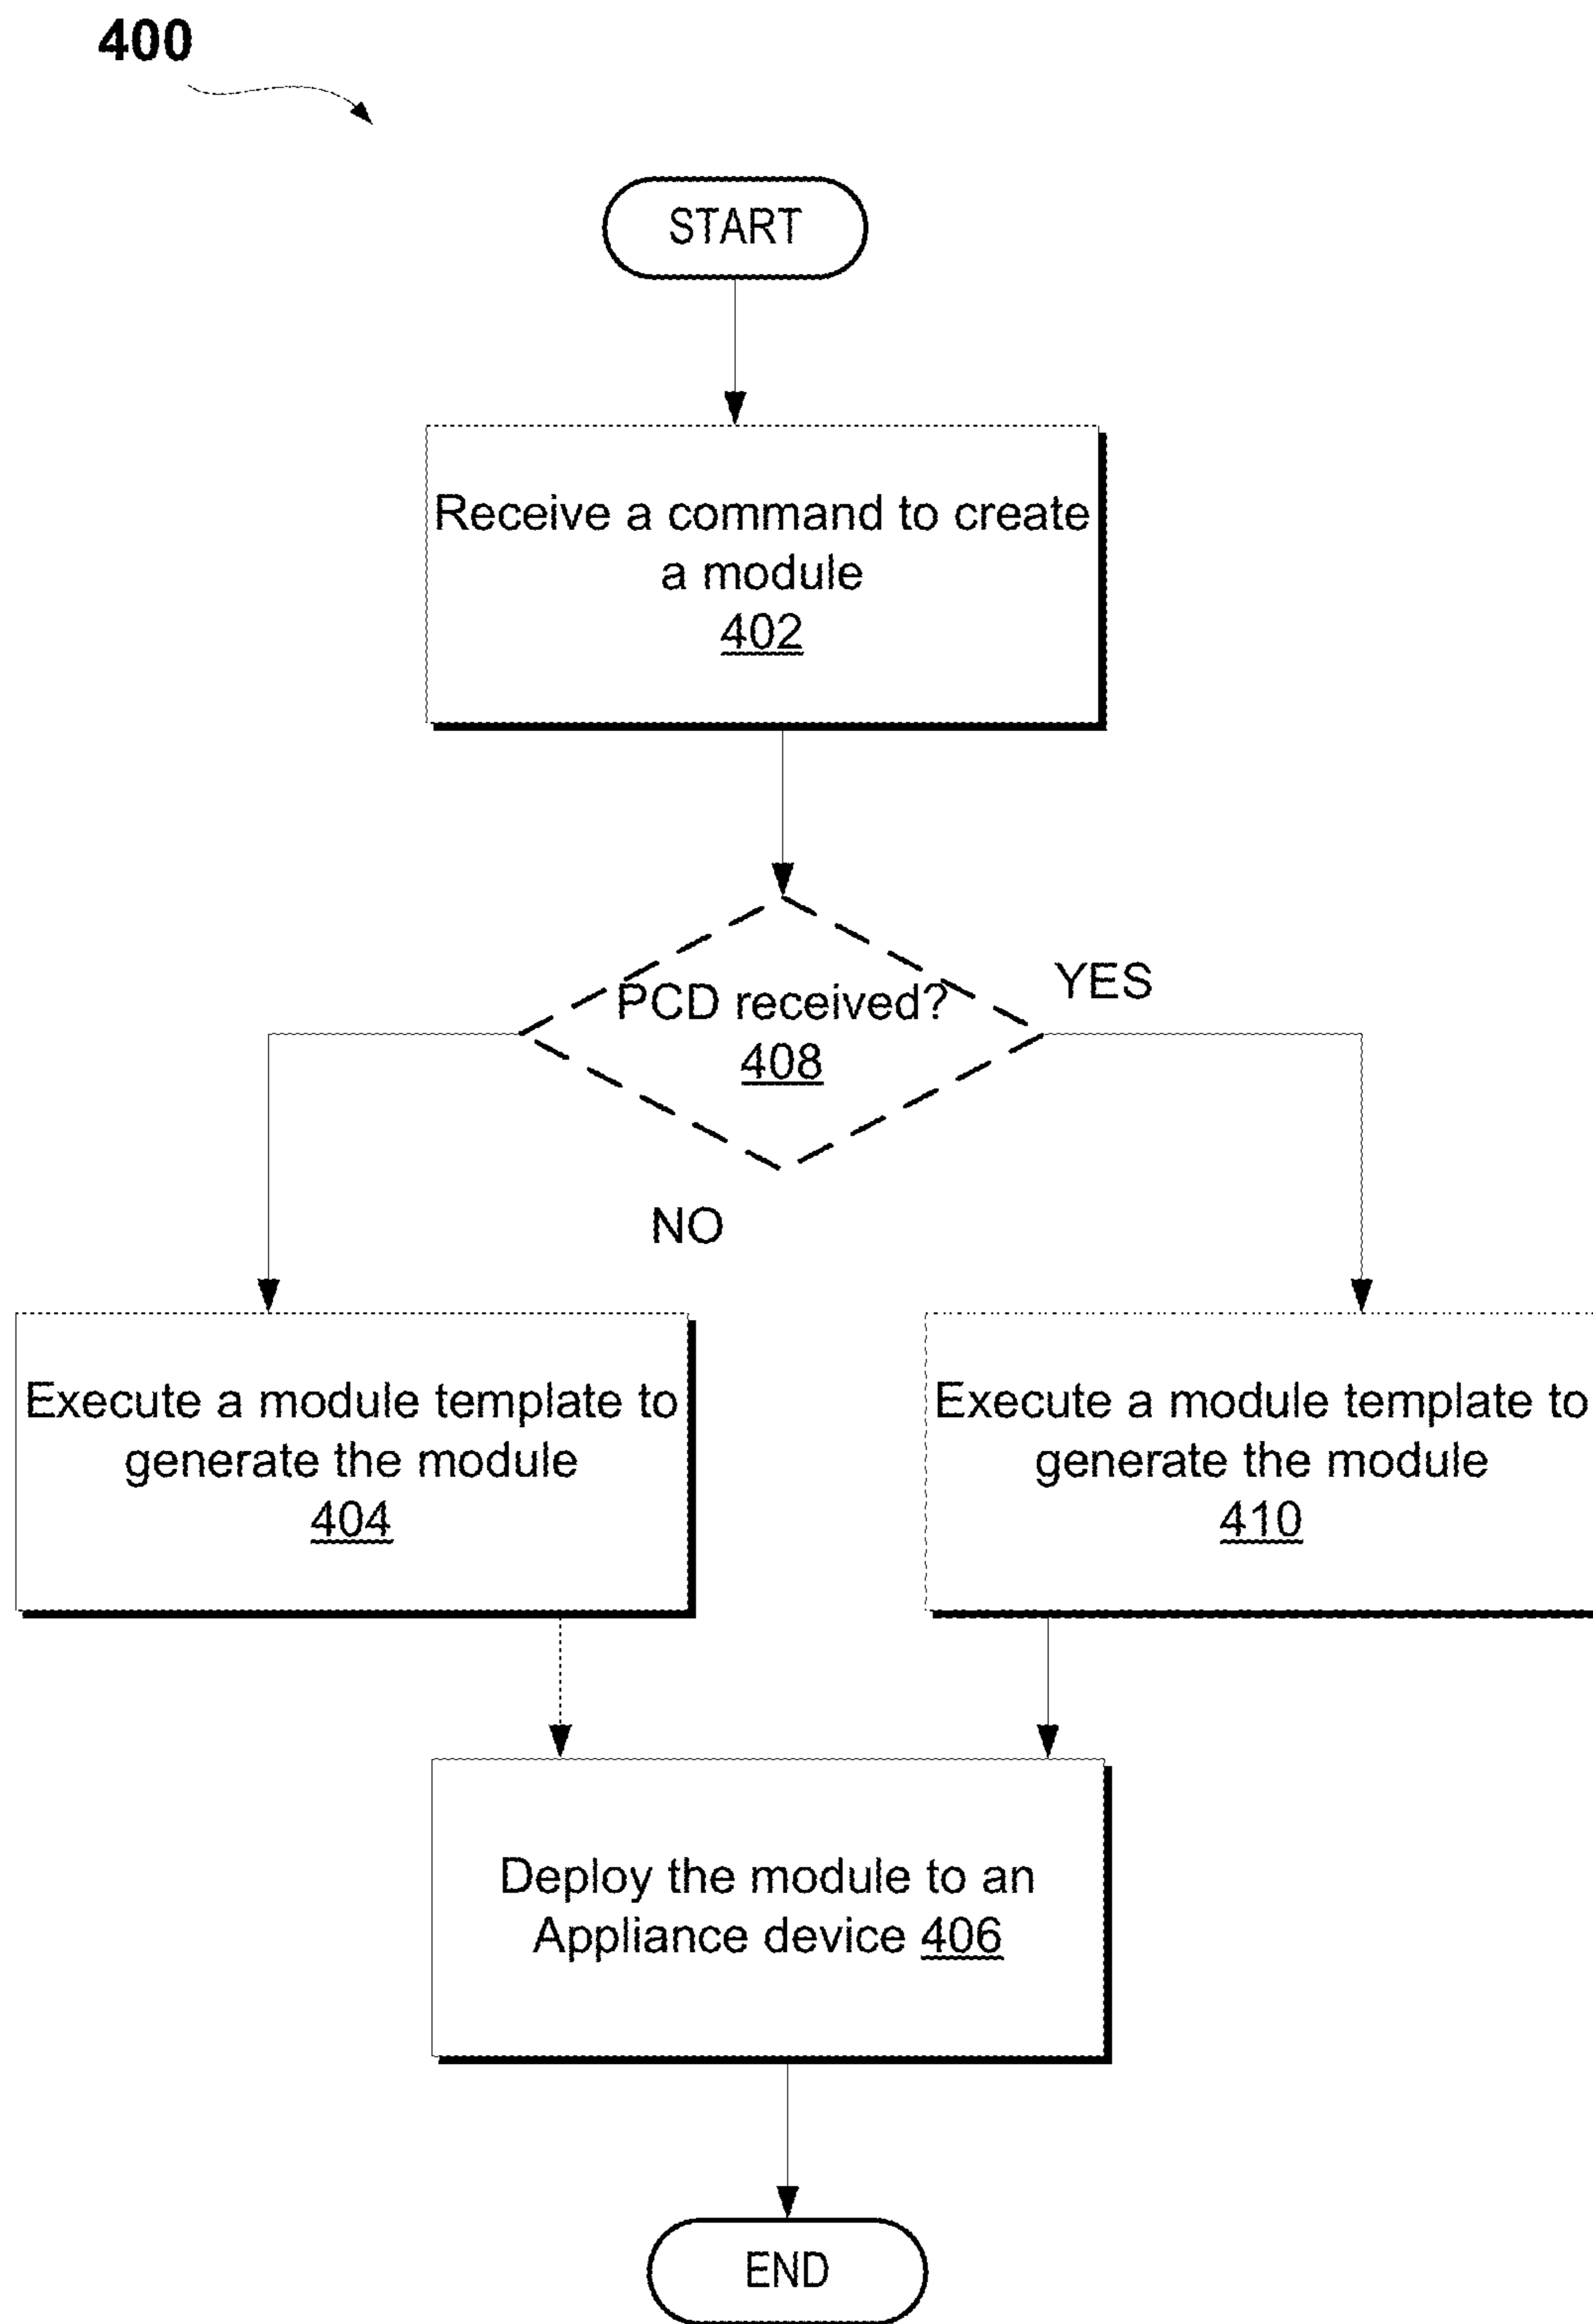 400
START
Receive a command to create
a module
402
PCD received?
408
YES
NO
Execute a module template to
generate the module
404
Execute a module template to
generate the module
410
Deploy the module to an
Appliance device 406
END